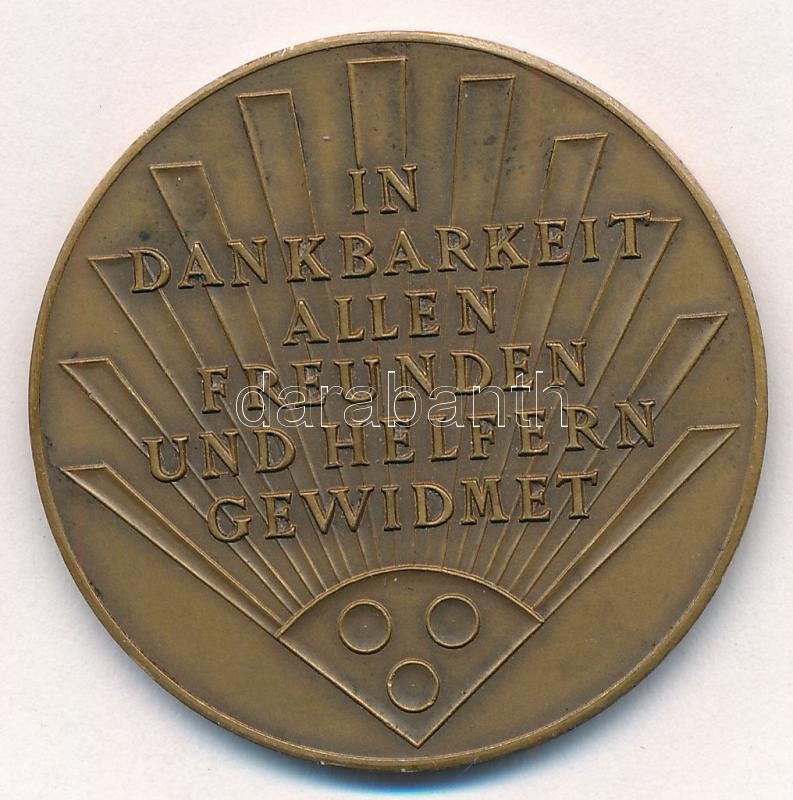 IN
DANKBARKEIT
ALLEN
FREUNDEN
UND HELFERN
GEWIDMET
darabanth